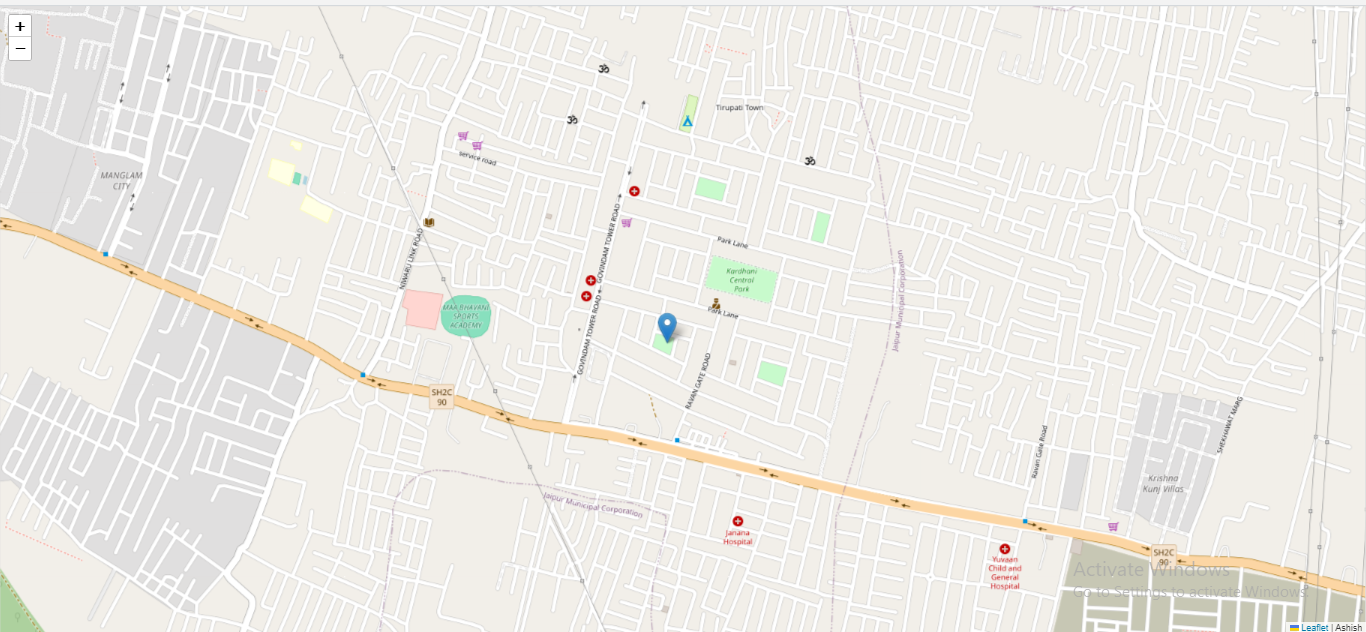 +
−
ॐ
Tirupati Town
ॐ
service road
ॐ
MANGLAM
CITY
GOVINDAM TOWER ROAD
NIWARU LINK ROAD
Park Lane
Jaipur Municipal Corporation
Kardhani
Central
Park
MAA BHAVANI
SPORTS
ACADEMY
Park Lane
GOVINDAM TOWER ROAD
RAVAN GATE ROAD
SH2C
90
SHEKHAWAT MARG
Ravan Gate Road
Krishna
Kunj Villas
Jaipur Municipal Corporation
Janana
Hospital
Yuvaan
Child and
General
Hospital
SH2C
90
Activate Windows
Go to Settings to activate Windows.
Leaflet | Ashish